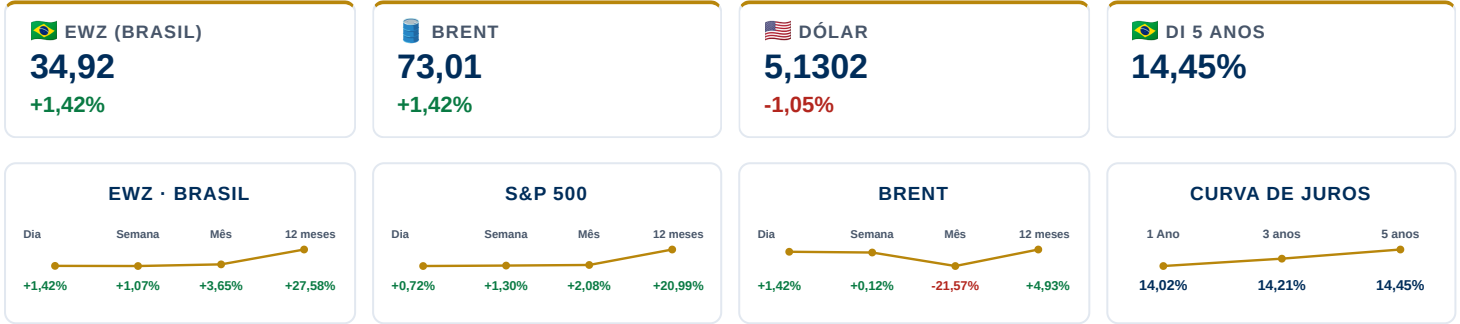 EWZ (BRASIL)
34,92
+1,42%
BRENT
73,01
+1,42%
DÓLAR
5,1302
-1,05%
DI 5 ANOS
14,45%
EWZ · BRASIL
Dia Semana Mês 12 meses
+1,42% +1,07% +3,65% +27,58%
S&P 500
Dia Semana Mês 12 meses
+0,72% +1,30% +2,08% +20,99%
BRENT
Dia Semana Mês 12 meses
+1,42% +0,12% -21,57% +4,93%
CURVA DE JUROS
1 Ano 3 anos 5 anos
14,02% 14,21% 14,45%